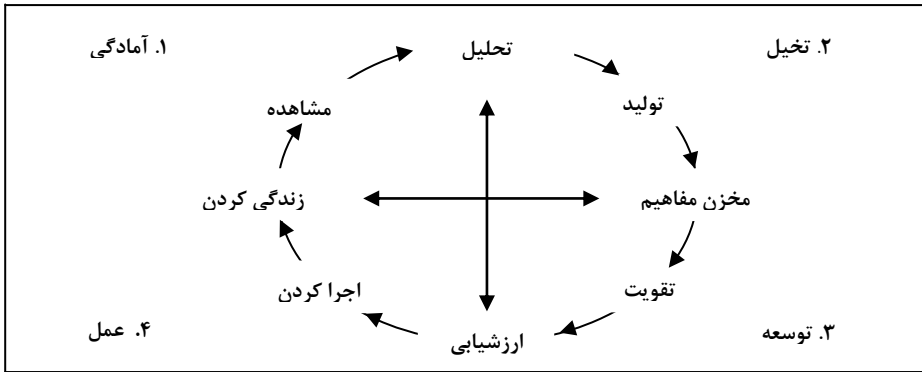 ۱. آمادگی
تحلیل
۲. تخیل
مشاهده
تولید
زندگی کردن
مخزن مفاهیم
اجرا کردن
تقویت
۴. عمل
ارزشیابی
۳. توسعه